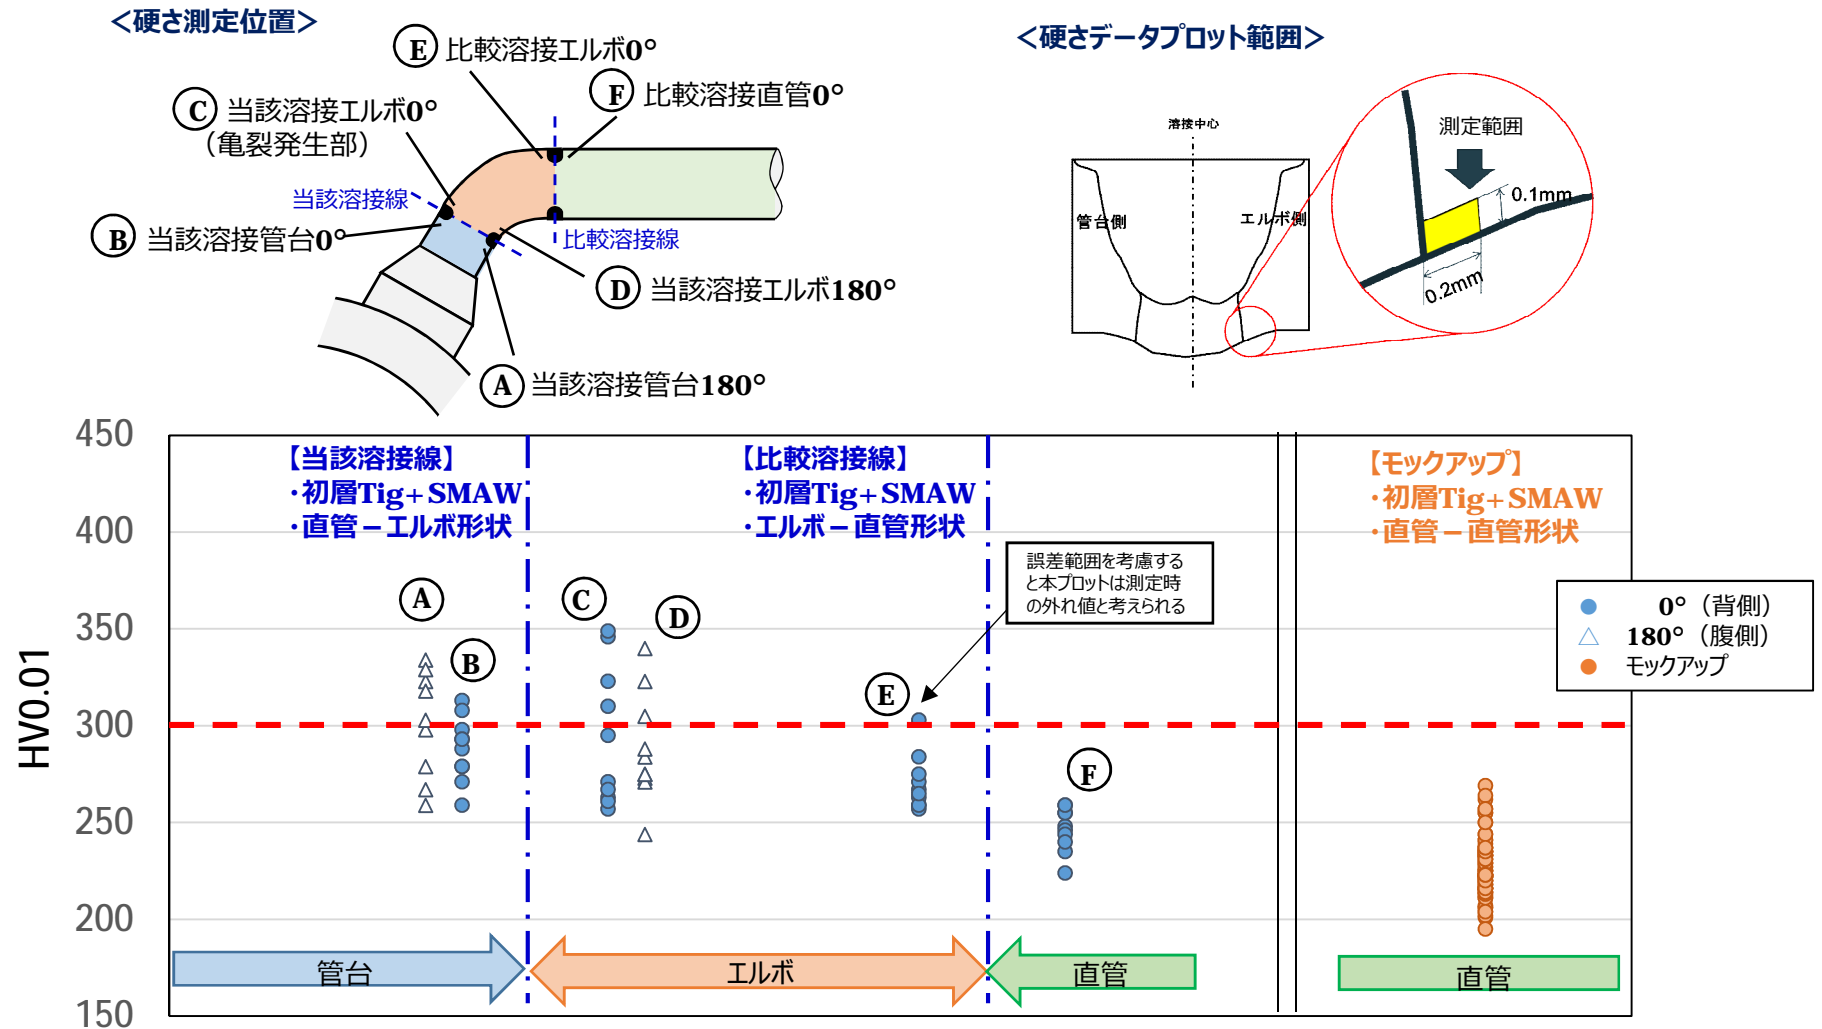 ＜硬さ測定位置＞
E 比較溶接エルボ0°
F 比較溶接直管0°
C 当該溶接エルボ0°
（亀裂発生部）
当該溶接線
B 当該溶接管台0°
比較溶接線
D 当該溶接エルボ180°
A 当該溶接管台180°
＜硬さデータプロット範囲＞
溶接中心
管台側
エルボ側
測定範囲
0.1mm
0.2mm
HV0.01
450
400
350
300
250
200
150
【当該溶接線】
・初層Tig+SMAW
・直管－エルボ形状
【比較溶接線】
・初層Tig+SMAW
・エルボ－直管形状
【モックアップ】
・初層Tig+SMAW
・直管－直管形状
誤差範囲を考慮する
と本プロットは測定時
の外れ値と考えられる
0°（背側）
180°（腹側）
モックアップ
A
B
C
D
E
F
管台
エルボ
直管
直管